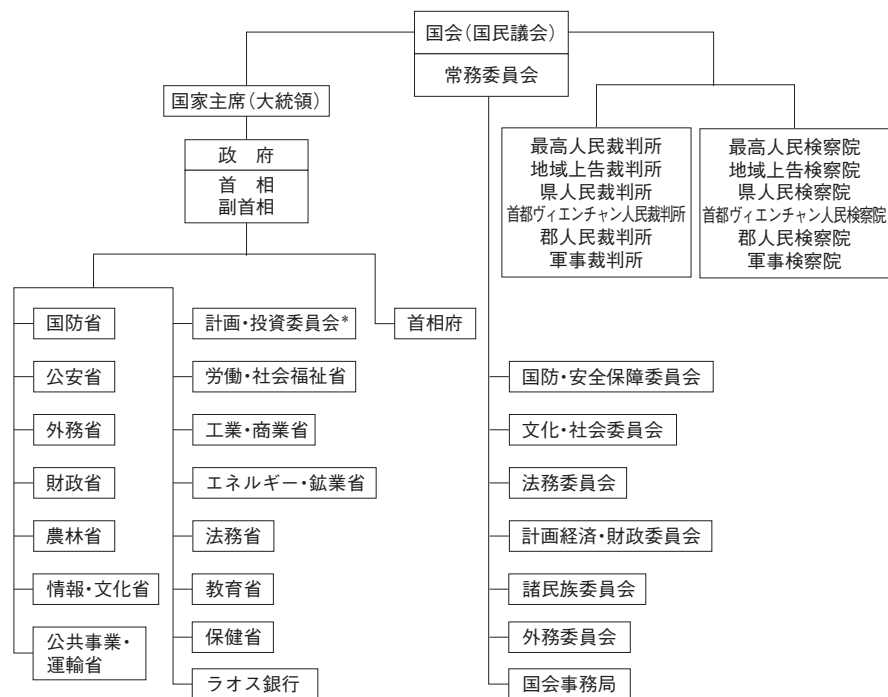 国会（国民議会）
常務委員会
国家主席（大統領）
政　府
首　相
副首相
最高人民裁判所
地域上告裁判所
県人民裁判所
首都ヴィエンチャン人民裁判所
郡人民裁判所
軍事裁判所
最高人民検察院
地域上告検察院
県人民検察院
首都ヴィエンチャン人民検察院
郡人民検察院
軍事検察院
国防省
公安省
外務省
財政省
農林省
情報・文化省
公共事業・
運輸省
計画・投資委員会*
労働・社会福祉省
工業・商業省
エネルギー・鉱業省
法務省
教育省
保健省
ラオス銀行
首相府
国防・安全保障委員会
文化・社会委員会
法務委員会
計画経済・財政委員会
諸民族委員会
外務委員会
国会事務局